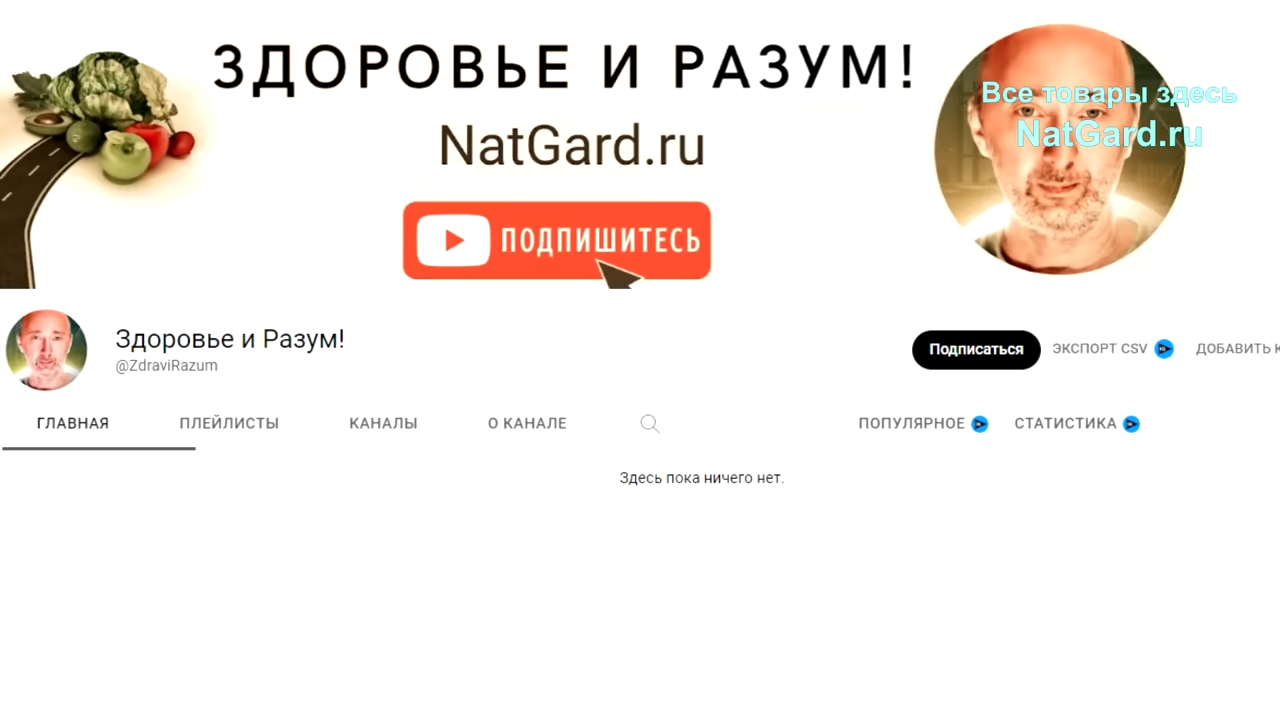 ЗДОРОВЬЕ И РАЗУМ!
NatGard.ru
ПОДПИШИТЕСЬ
Все товары здесь
NatGard.ru
Здоровье и Разум!
@ZdraviRazum
Подписаться
ЭКСПОРТ CSV
ДОБАВИТЬ К
ГЛАВНАЯ
ПЛЕЙЛИСТЫ
КАНАЛЫ
О КАНАЛЕ
ПОПУЛЯРНОЕ
СТАТИСТИКА
Здесь пока ничего нет.